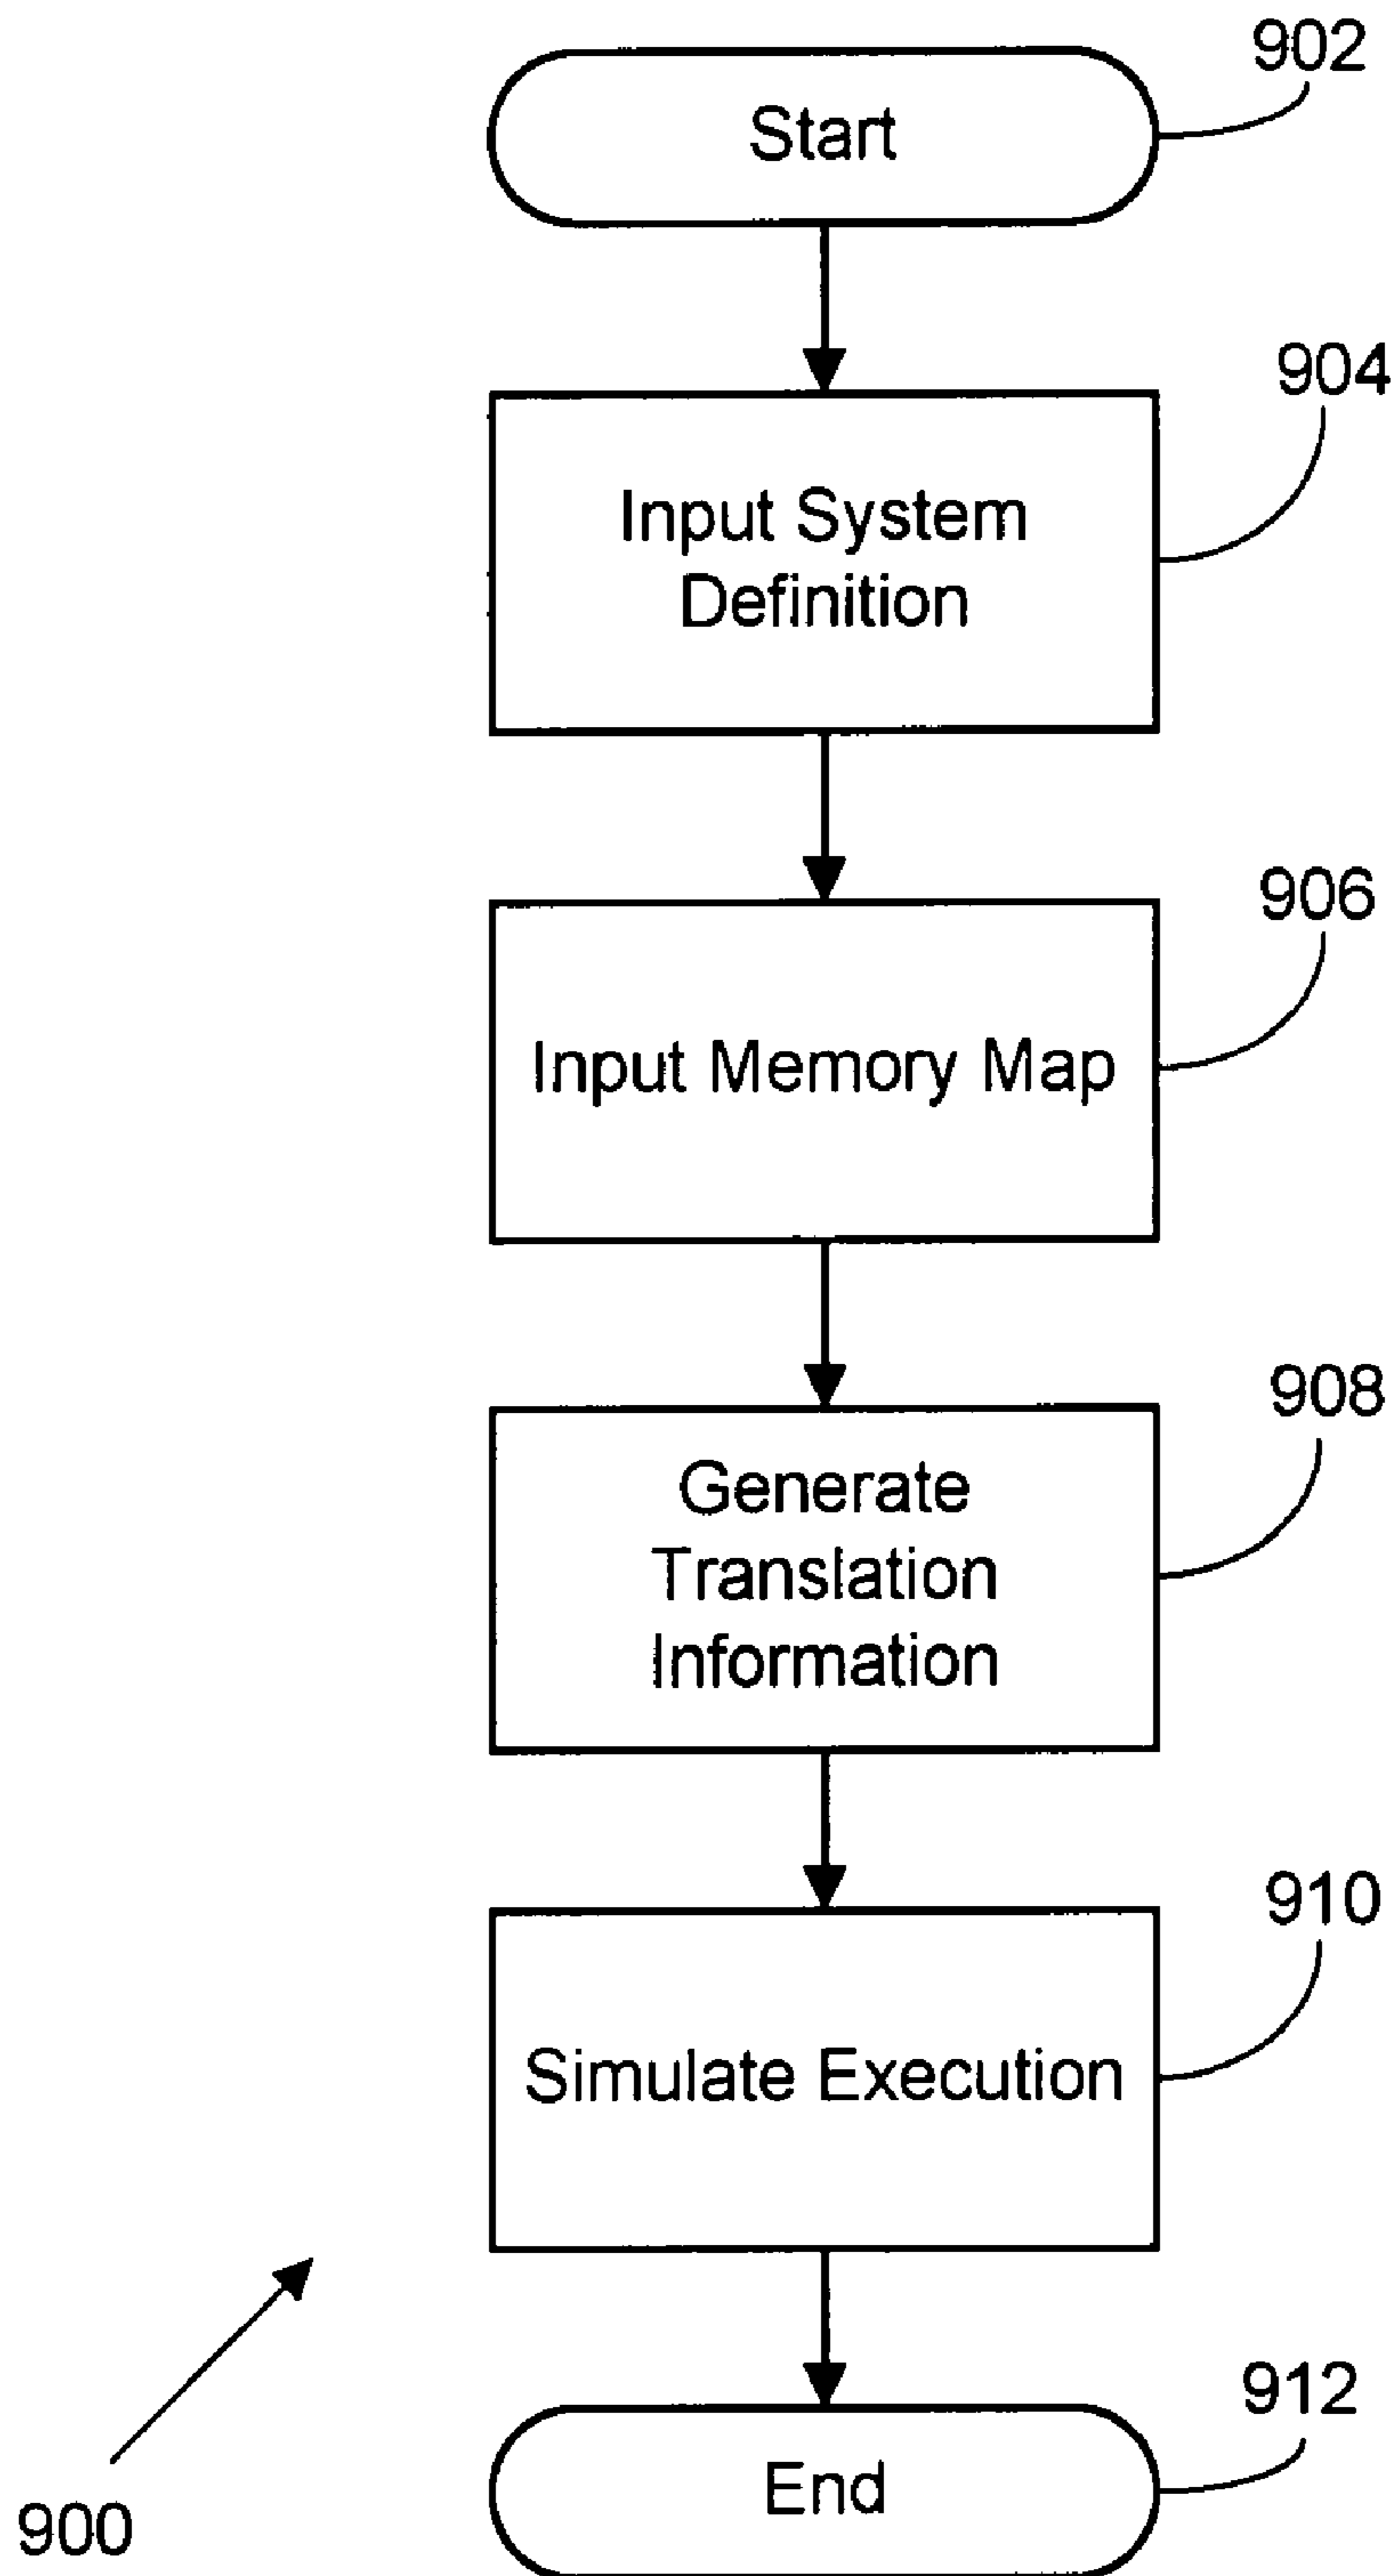 902
Start
904
Input System
Definition
906
Input Memory Map
908
Generate
Translation
Information
910
Simulate Execution
912
End
900